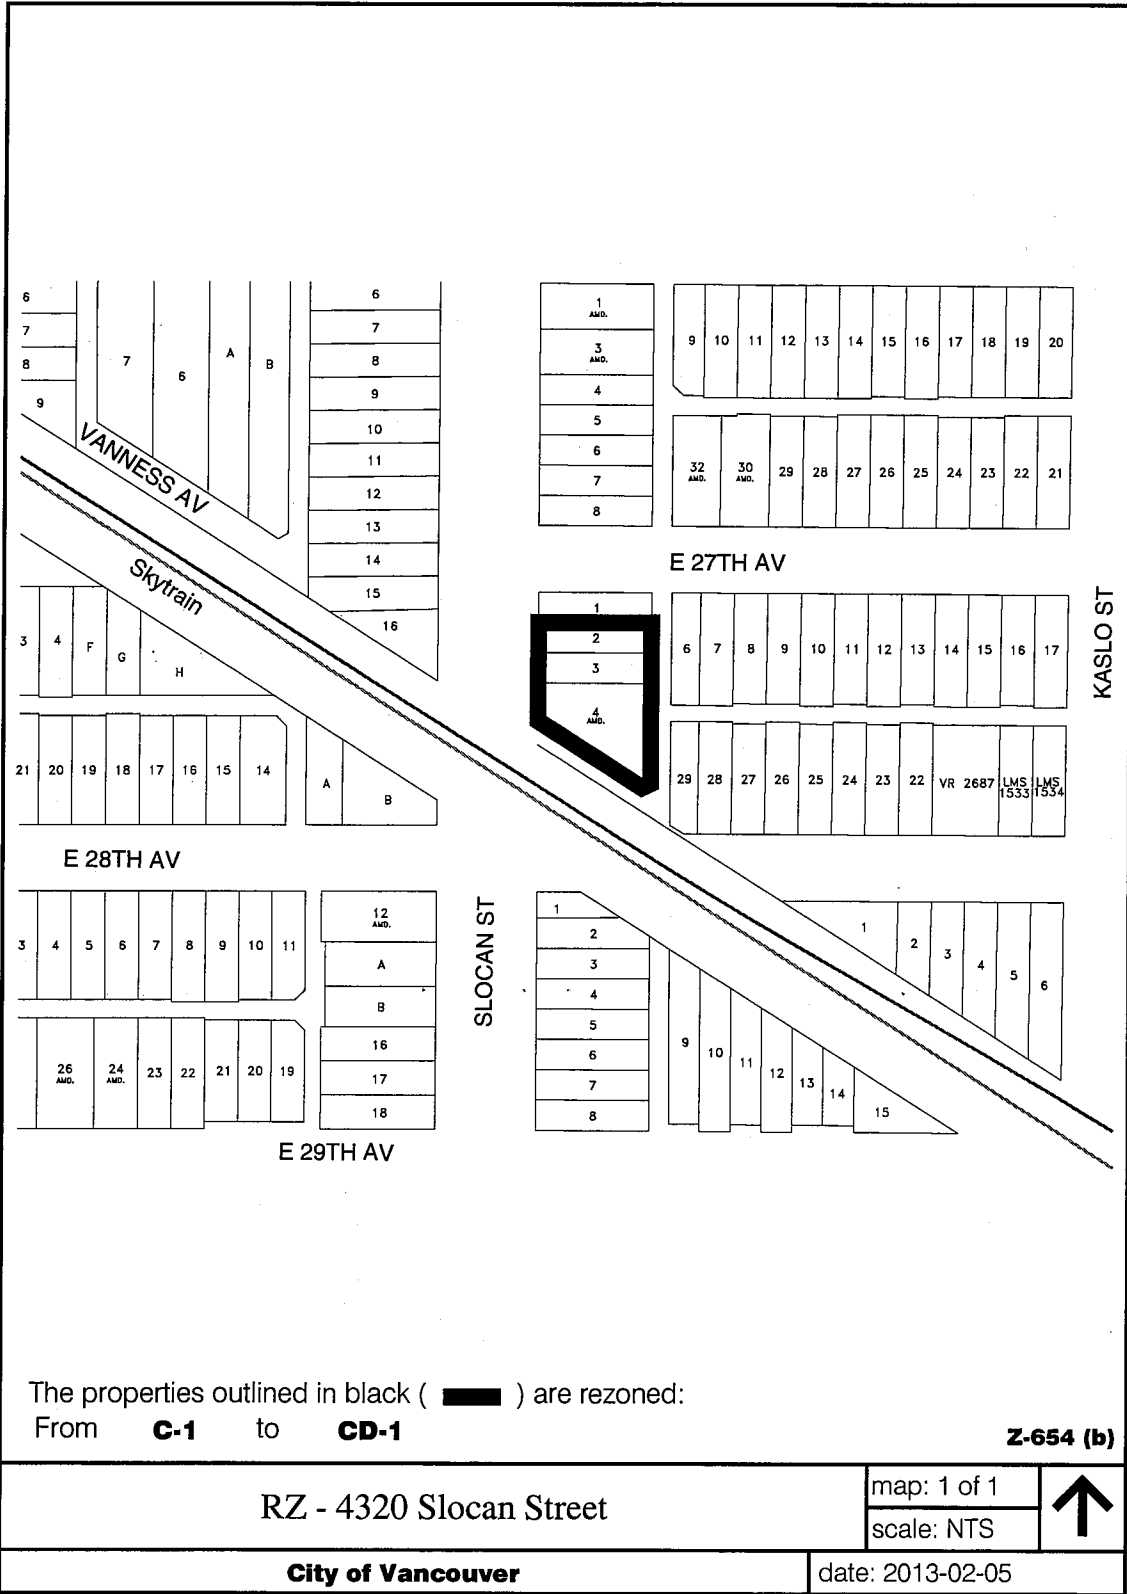 6
7
8
9
7
6
A
B
6
7
8
9
10
11
12
13
14
15
16
1
AMD.
3
AMD.
4
5
6
7
8
9 10 11 12 13 14 15 16 17 18 19 20
32 30 29 28 27 26 25 24 23 22 21
AMD. AMD.
VANNESS AV
Skytrain
E 27TH AV
KASLO ST
1
2
3
4
AMD.
6 7 8 9 10 11 12 13 14 15 16 17
29 28 27 26 25 24 23 22 VR 2687 LMS LMS
1533 1534
3 4 F G H
21 20 19 18 17 16 15 14
A
B
E 28TH AV
3 4 5 6 7 8 9 10 11
26 24 23 22 21 20 19
AMD. AMD.
12
AMD.
A
B
16
17
18
SLOCAN ST
1
2
3
4
5
6
7
8
9 10 11 12 13 14 15
1 2 3 4 5 6
E 29TH AV
The properties outlined in black ( ) are rezoned:
From C-1 to CD-1
Z-654 (b)
RZ - 4320 Slocan Street
map: 1 of 1
scale: NTS
City of Vancouver
date: 2013-02-05